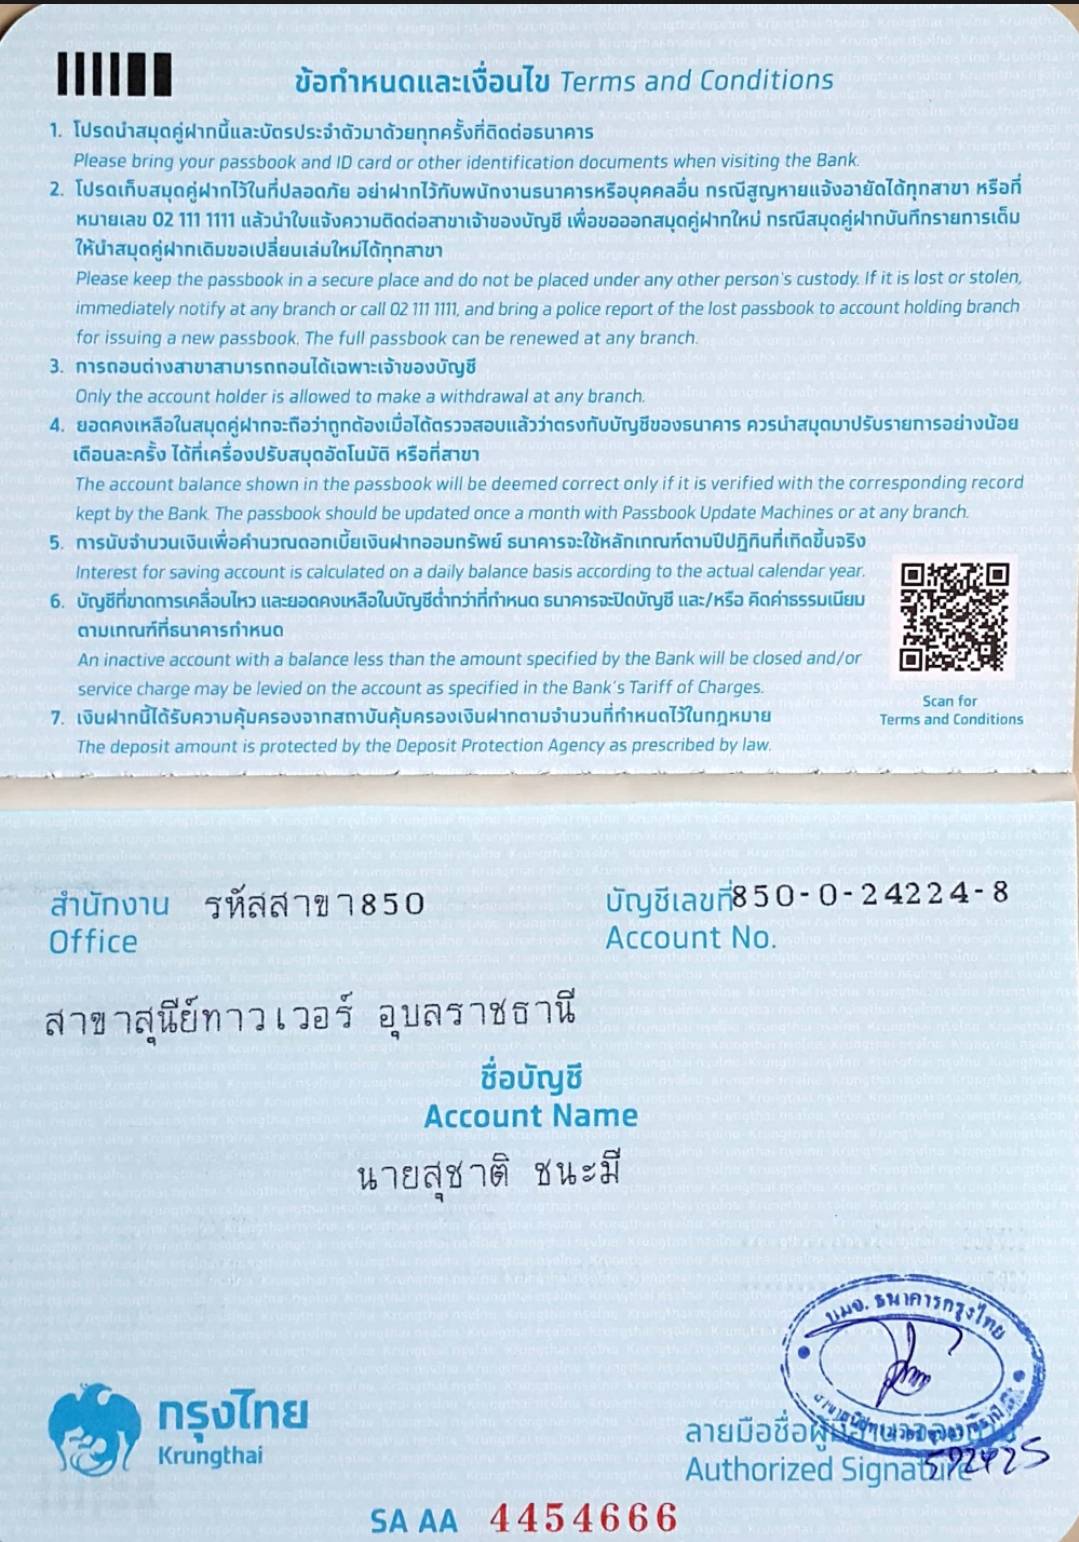 ข้อกำหนดและเงื่อนไข Terms and Conditions
1. โปรดนำสมุดคู่ฝากนี้และบัตรประจำตัวมาด้วยทุกครั้งที่ติดต่อธนาคาร
Please bring your passbook and ID card or other identification documents when visiting the Bank.
2. โปรดเก็บสมุดคู่ฝากไว้ในที่ปลอดภัย อย่าฝากไว้กับพนักงานธนาคารหรือบุคคลอื่น กรณีสูญหายแจ้งอายัดได้ทุกสาขา หรือที่
หมายเลข 02 111 1111 แล้วนำใบแจ้งความติดต่อสาขาเจ้าของบัญชี เพื่อขอออกสมุดคู่ฝากใหม่ กรณีสมุดคู่ฝากบันทึกรายการเต็ม
ให้นำสมุดคู่ฝากเดิมขอเปลี่ยนเล่มใหม่ได้ทุกสาขา
Please keep the passbook in a secure place and do not be placed under any other person's custody. If it is lost or stolen,
immediately notify at any branch or call 02 111 1111, and bring a police report of the lost passbook to account holding branch
for issuing a new passbook. The full passbook can be renewed at any branch.
3. การถอนต่างสาขาสามารถถอนได้เฉพาะเจ้าของบัญชี
Only the account holder is allowed to make a withdrawal at any branch.
4. ยอดคงเหลือในสมุดคู่ฝากจะถือว่าถูกต้องเมื่อได้ตรวจสอบแล้วว่าตรงกับบัญชีของธนาคาร ควรนำสมุดมาปรับรายการอย่างน้อย
เดือนละครั้ง ได้ที่เครื่องปรับสมุดอัตโนมัติ หรือที่สาขา
The account balance shown in the passbook will be deemed correct only if it is verified with the corresponding record
kept by the Bank. The passbook should be updated once a month with Passbook Update Machines or at any branch.
5. การนับจำนวนเงินเพื่อคำนวณดอกเบี้ยเงินฝากออมทรัพย์ ธนาคารจะใช้หลักเกณฑ์ตามปีปฏิทินที่เกิดขึ้นจริง
Interest for saving account is calculated on a daily balance basis according to the actual calendar year.
6. บัญชีที่ขาดการเคลื่อนไหว และยอดคงเหลือในบัญชีต่ำกว่าที่กำหนด ธนาคารจะปิดบัญชี และ/หรือ คิดค่าธรรมเนียม
ตามเกณฑ์ที่ธนาคารกำหนด
An inactive account with a balance less than the amount specified by the Bank will be closed and/or
service charge may be levied on the account as specified in the Bank's Tariff of Charges.
7. เงินฝากนี้ได้รับความคุ้มครองจากสถาบันคุ้มครองเงินฝากตามจำนวนที่กำหนดไว้ในกฎหมาย
The deposit amount is protected by the Deposit Protection Agency as prescribed by law.
Scan for
Terms and Conditions
สำนักงาน รหัสสาขา850
Office
บัญชีเลขที่850-0-24224-8
Account No.
สาขาสุนีย์ทาวเวอร์ อุบลราชธานี
ชื่อบัญชี
Account Name
นายสุชาติ ชนะมี
บมจ. ธนาคารกรุงไทย
กรุงไทย
Krungthai
ลายมือชื่อ
Authorized Signature
SA AA 4454666